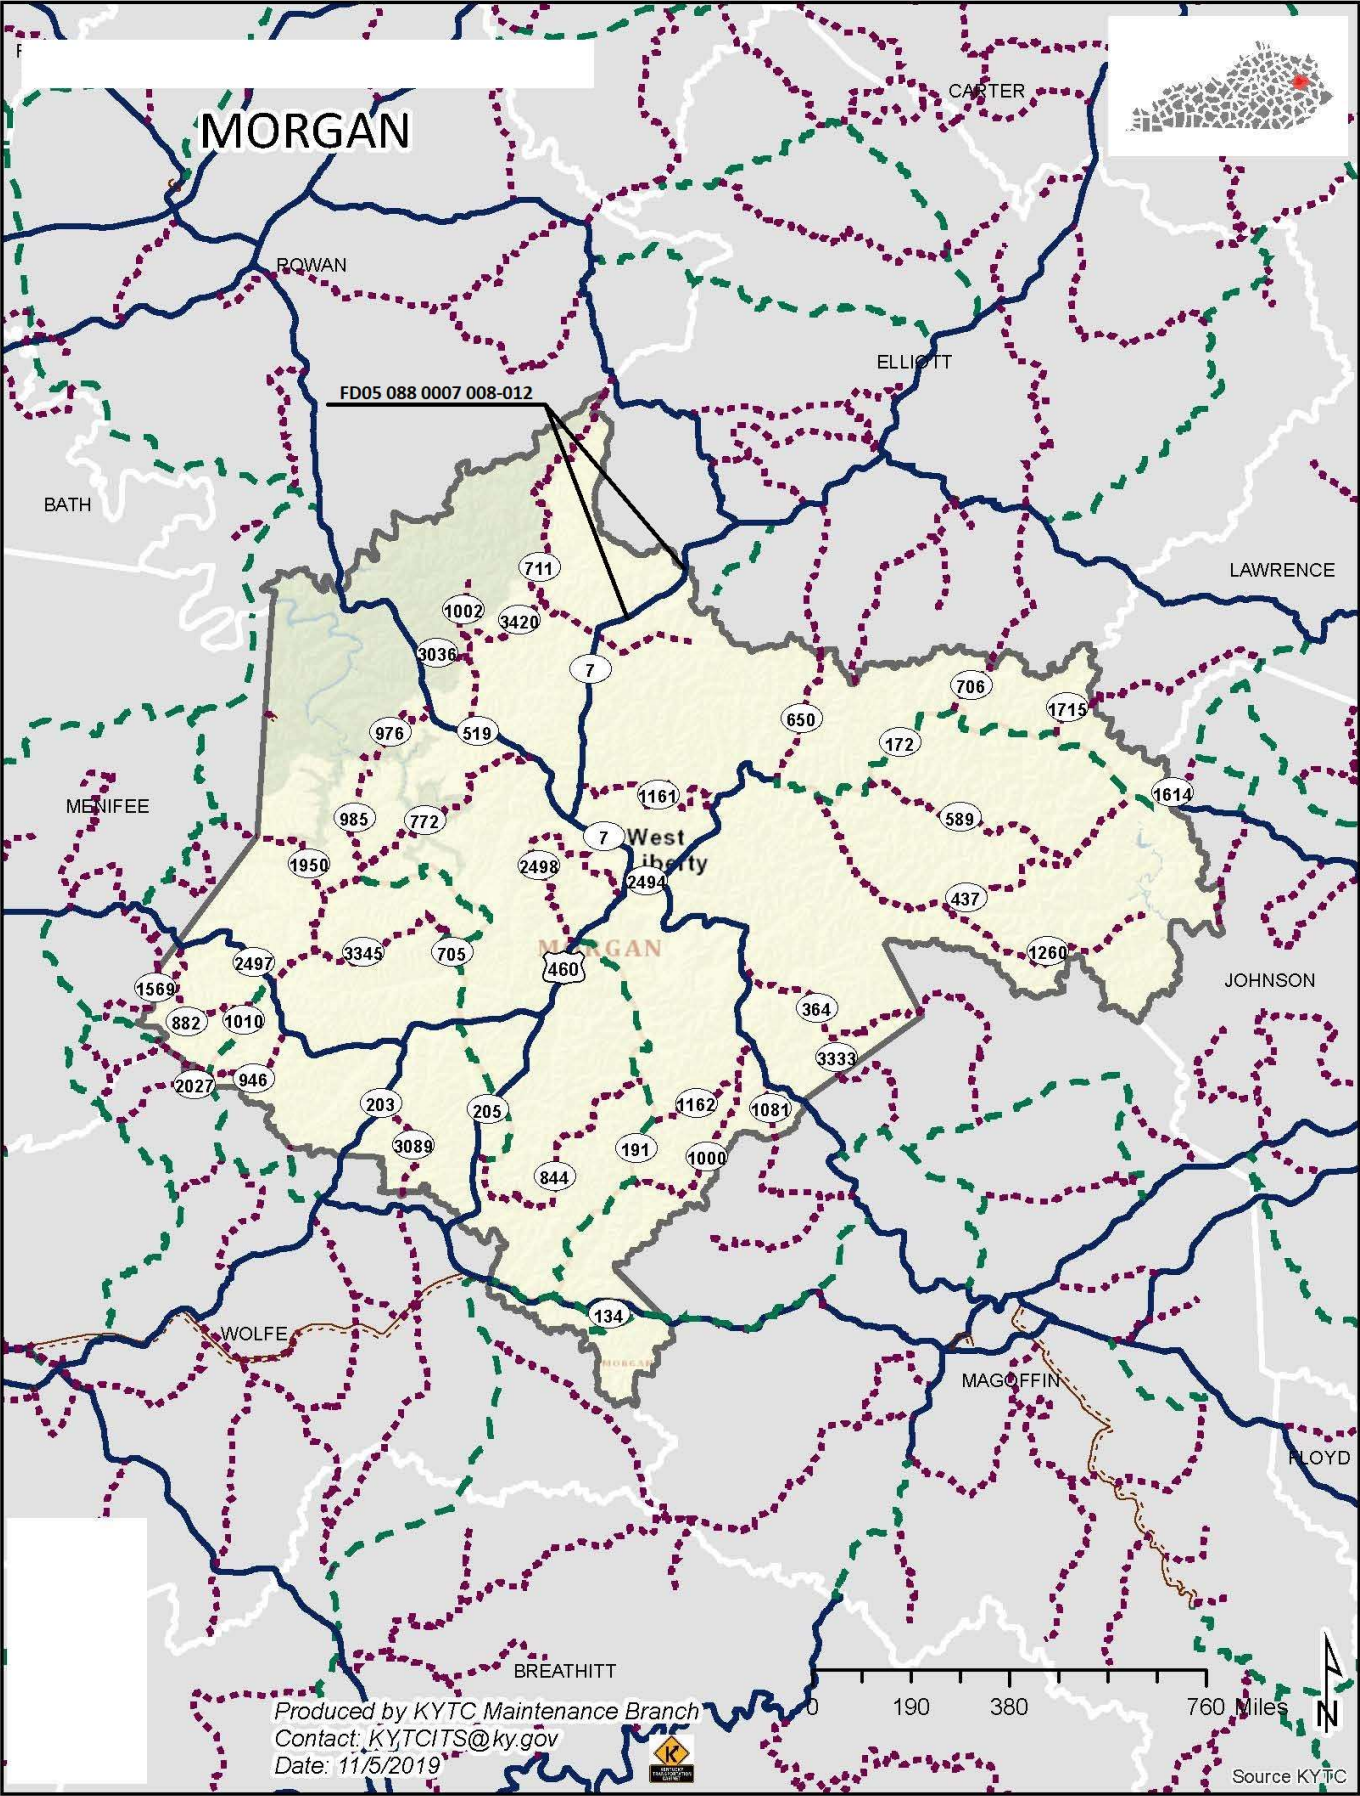 F
CARTER
MORGAN
ROWAN
ELLIOTT
FD05 088 0007 008-012
BATH
711
LAWRENCE
1002
3420
3036
7
706
1715
650
976
519
172
1614
1161
MENIFEE
985
772
589
7
West
Liberty
1950
2498
2494
437
MORGAN
3345
705
1260
2497
460
JOHNSON
1569
364
882
1010
3333
2027
946
203
205
1162
1081
3089
191
1000
844
134
WOLFE
MORGAN
MAGOFFIN
FLOYD
BREATHITT
0 190 380 760 Miles
N
Produced by KYTC Maintenance Branch
Contact: KYTCITS@ky.gov
Date: 11/5/2019
KENTUCKY
TRANSPORTATION
CABINET
Source KYTC